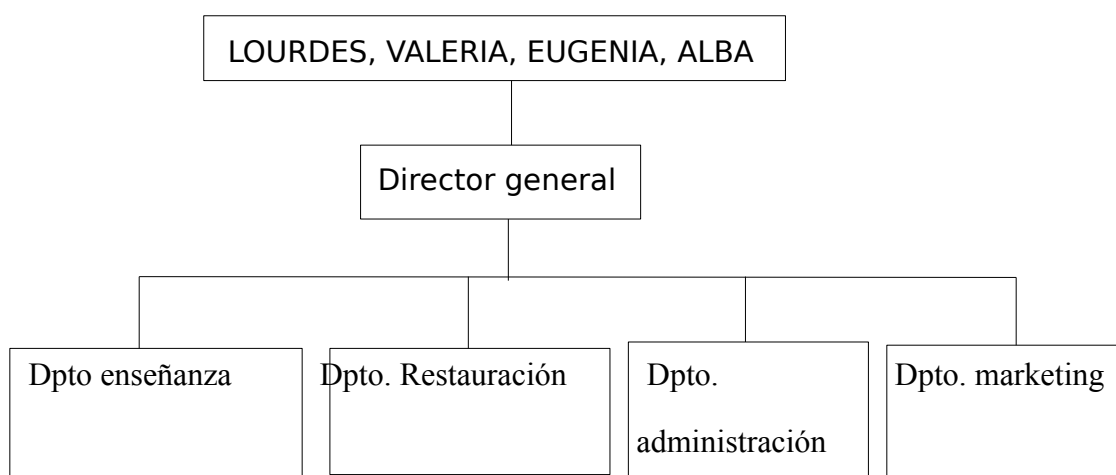 LOURDES, VALERIA, EUGENIA, ALBA
Director general
Dpto enseñanza
Dpto. Restauración
Dpto.
administración
Dpto. marketing